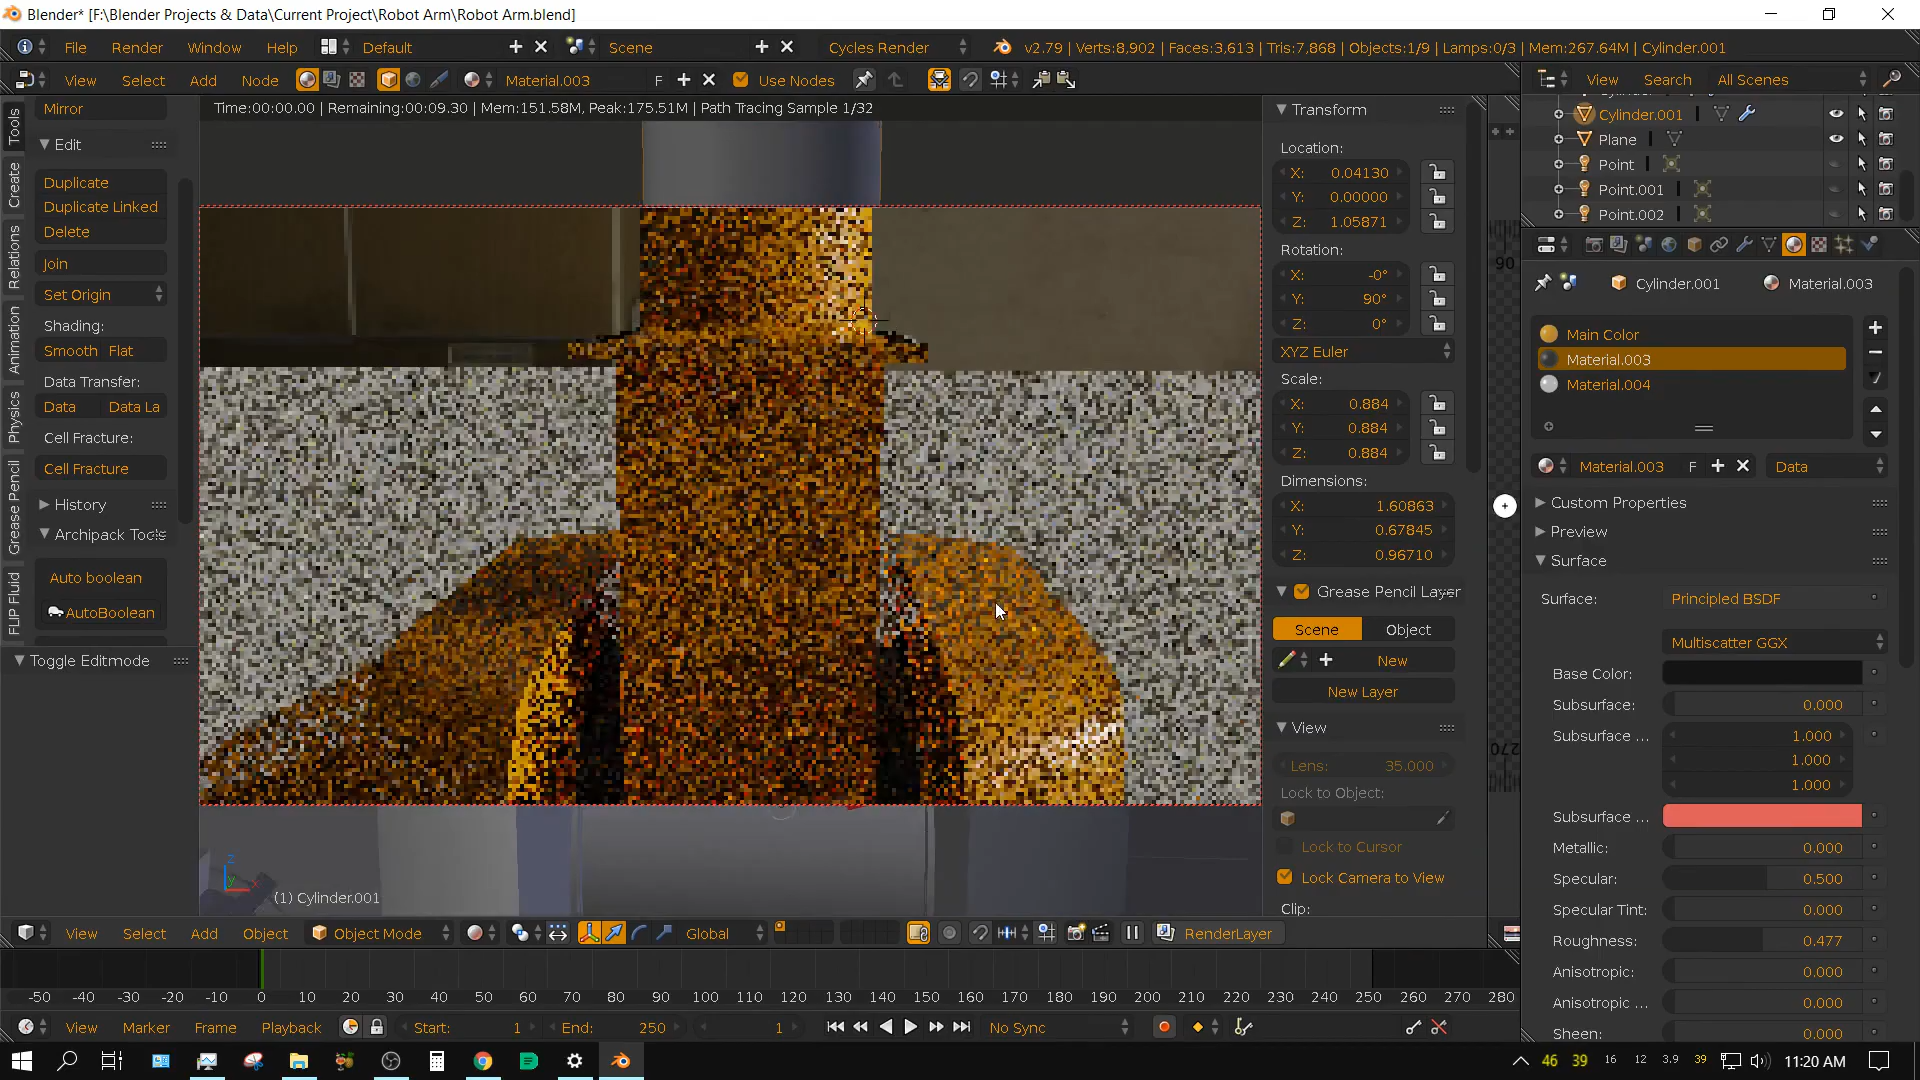 Blender* [F:\Blender Projects & Data\Current Project\Robot Arm\Robot Arm.blend]
File Render Window Help Default Scene Cycles Render v2.79 | Verts:8,902 | Faces:3,613 | Tris:7,868 | Objects:1/9 | Lamps:0/3 | Mem:267.64M | Cylinder.001
View Select Add Node Material.003 F Use Nodes View Search All Scenes
Time:00:00.00 | Remaining:00:09.30 | Mem:151.58M, Peak:175.51M | Path Tracing Sample 1/32
Tools
Create
Relations
Animation
Physics
Grease Pencil
FLIP Fluid
Mirror
Edit
Duplicate
Duplicate Linked
Delete
Join
Set Origin
Shading:
Smooth Flat
Data Transfer:
Data Data La
Cell Fracture:
Cell Fracture
History
Archipack Tools
Auto boolean
AutoBoolean
Toggle Editmode
(1) Cylinder.001
Transform
Location:
X: 0.04130
Y: 0.00000
Z: 1.05871
Rotation:
X: -0°
Y: 90°
Z: 0°
XYZ Euler
Scale:
X: 0.884
Y: 0.884
Z: 0.884
Dimensions:
X: 1.60863
Y: 0.67845
Z: 0.96710
Grease Pencil Layer
Scene Object
New
New Layer
View
Lens: 35.000
Lock to Object:
Lock to Cursor
Lock Camera to View
Clip:
90
270
Cylinder.001
Plane
Point
Point.001
Point.002
Cylinder.001 Material.003
Main Color
Material.003
Material.004
Material.003 F Data
Custom Properties
Preview
Surface
Surface: Principled BSDF
Multiscatter GGX
Base Color:
Subsurface: 0.000
Subsurface ... 1.000
1.000
1.000
Subsurface ...
Metallic: 0.000
Specular: 0.500
Specular Tint: 0.000
Roughness: 0.477
Anisotropic: 0.000
Anisotropic ... 0.000
Sheen: 0.000
View Select Add Object Object Mode Global RenderLayer
-50 -40 -30 -20 -10 0 10 20 30 40 50 60 70 80 90 100 110 120 130 140 150 160 170 180 190 200 210 220 230 240 250 260 270 280
View Marker Frame Playback Start: 1 End: 250 1 No Sync
46 39 16 12 3.9 39 11:20 AM